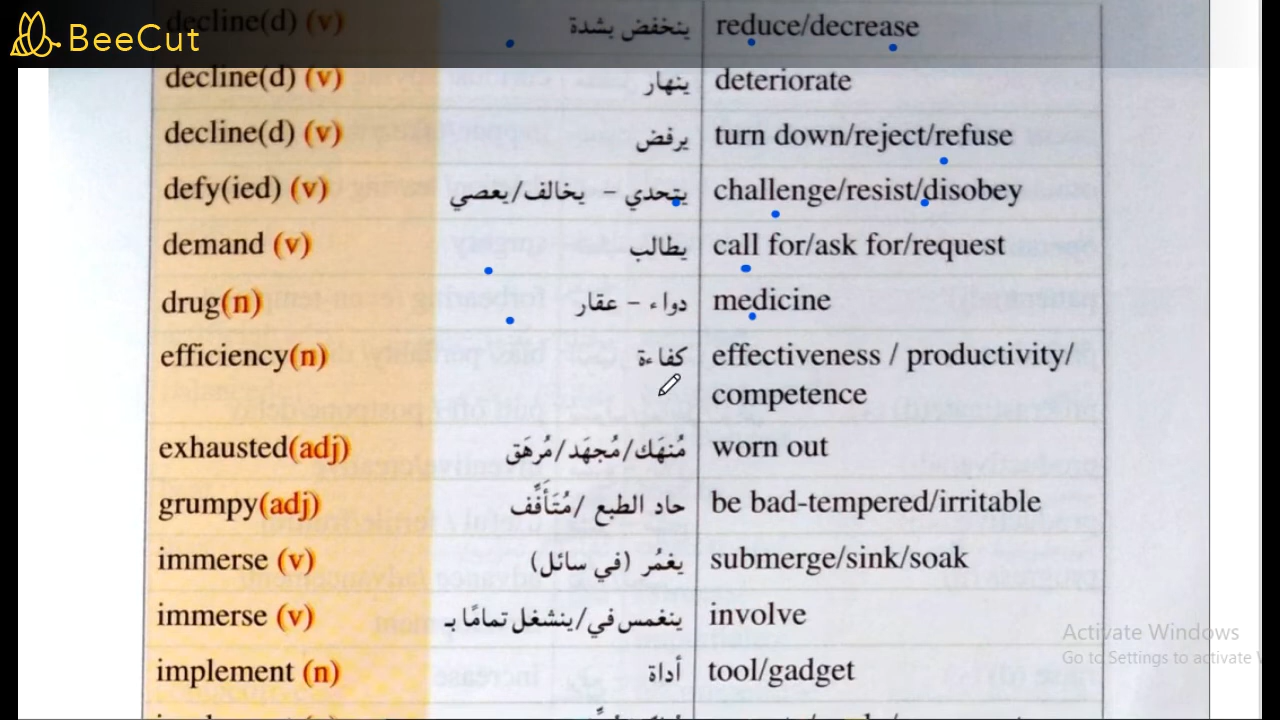 BeeCut
decline(d) (v) ينخفض بشدة reduce/decrease
decline(d) (v) ينهار deteriorate
decline(d) (v) يرفض turn down/reject/refuse
defy(ied) (v) يتحدي - يخالف/يعصي challenge/resist/disobey
demand (v) يطالب call for/ask for/request
drug(n) دواء - عقار medicine
efficiency(n) كفاءة effectiveness / productivity/
competence
exhausted(adj) مُنهَك/مُجهَد/مُرهَق worn out
grumpy(adj) حاد الطبع /مُتَأَفِّف be bad-tempered/irritable
immerse (v) يغمُر (في سائل) submerge/sink/soak
immerse (v) ينغمس في/ينشغل تمامًا بـ involve
implement (n) أداة tool/gadget
Activate Windows
Go to Settings to activate